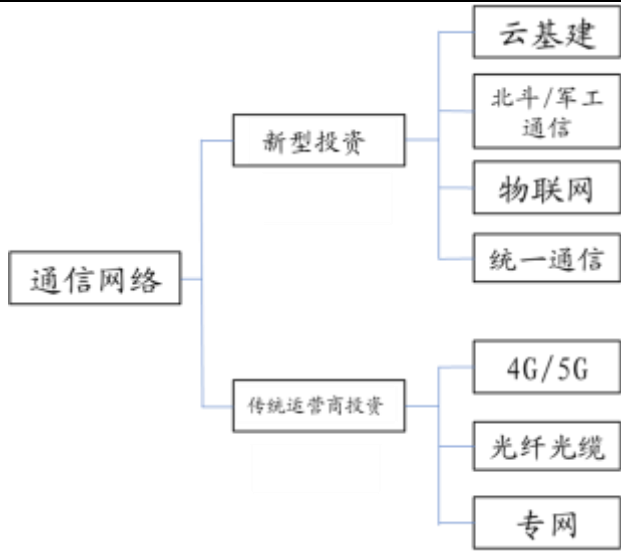 通信网络
新型投资
云基建
北斗/军工
通信
物联网
统一通信
传统运营商投资
4G/5G
光纤光缆
专网